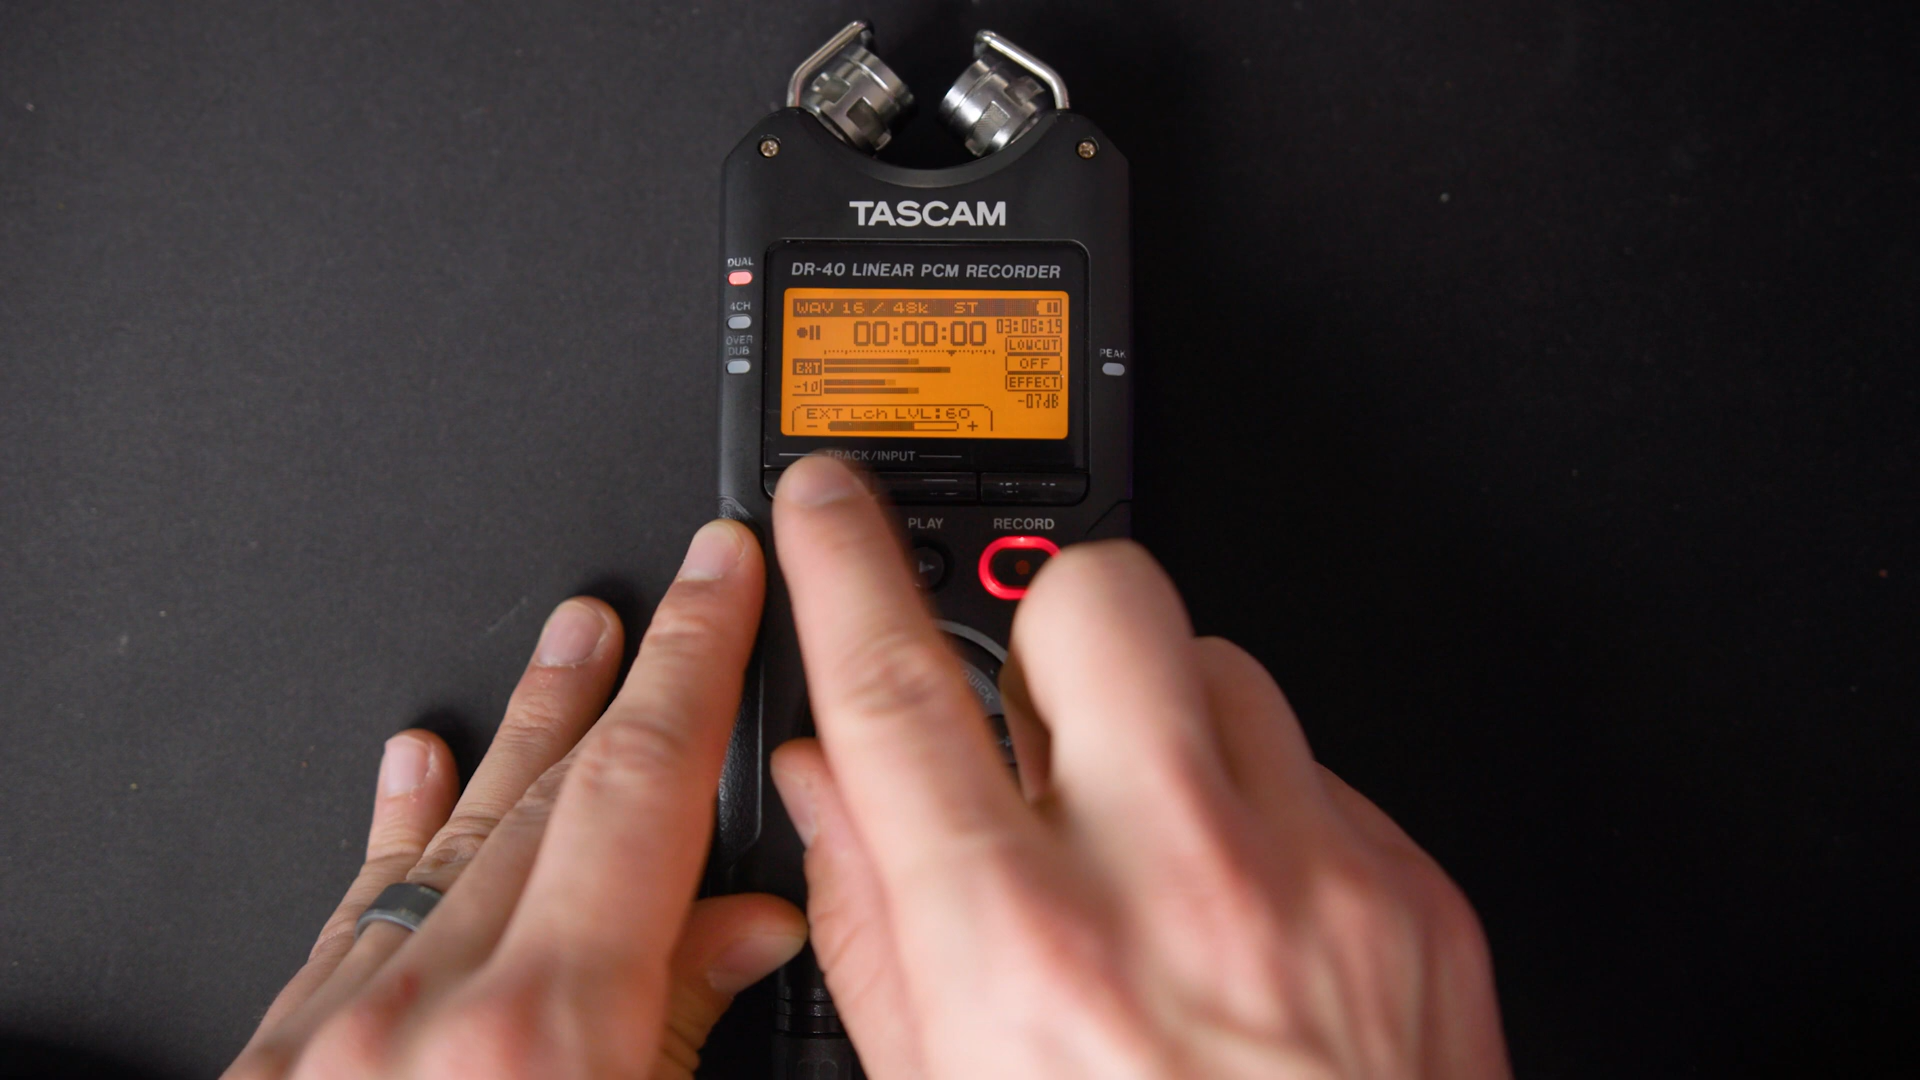 TASCAM
DR-40 LINEAR PCM RECORDER
DUAL
4CH
OVER
DUB
PEAK
WAV 16 / 48k ST
00:00:00
03:06:19
LOWCUT
OFF
EFFECT
-07dB
EXT
-10
EXT Lch LVL:60
- +
TRACK/INPUT
PLAY
RECORD
QUICK